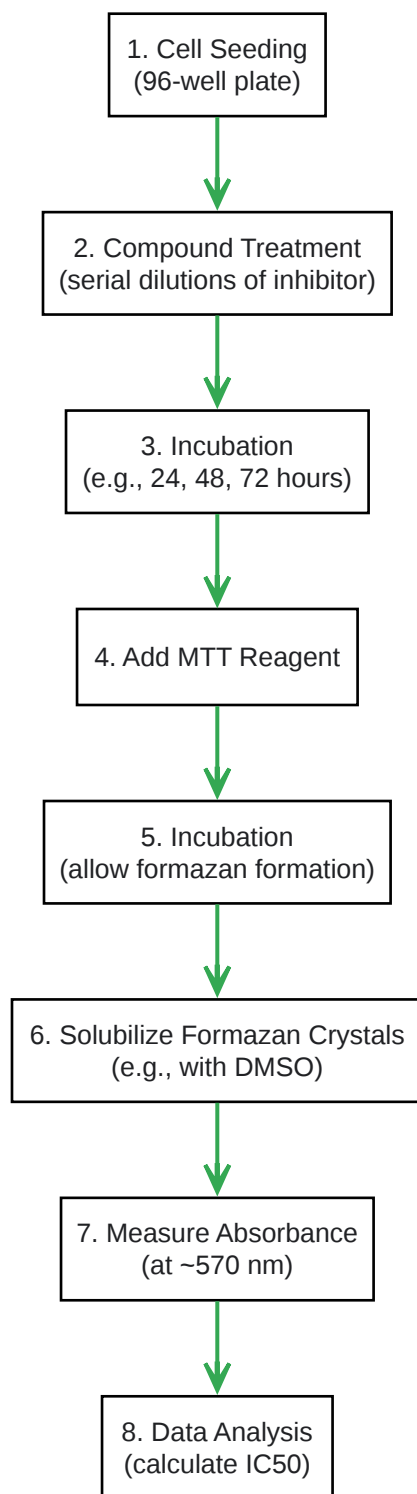 1. Cell Seeding
(96-well plate)
2. Compound Treatment
(serial dilutions of inhibitor)
3. Incubation
(e.g., 24, 48, 72 hours)
4. Add MTT Reagent
5. Incubation
(allow formazan formation)
6. Solubilize Formazan Crystals
(e.g., with DMSO)
7. Measure Absorbance
(at ~570 nm)
8. Data Analysis
(calculate IC50)